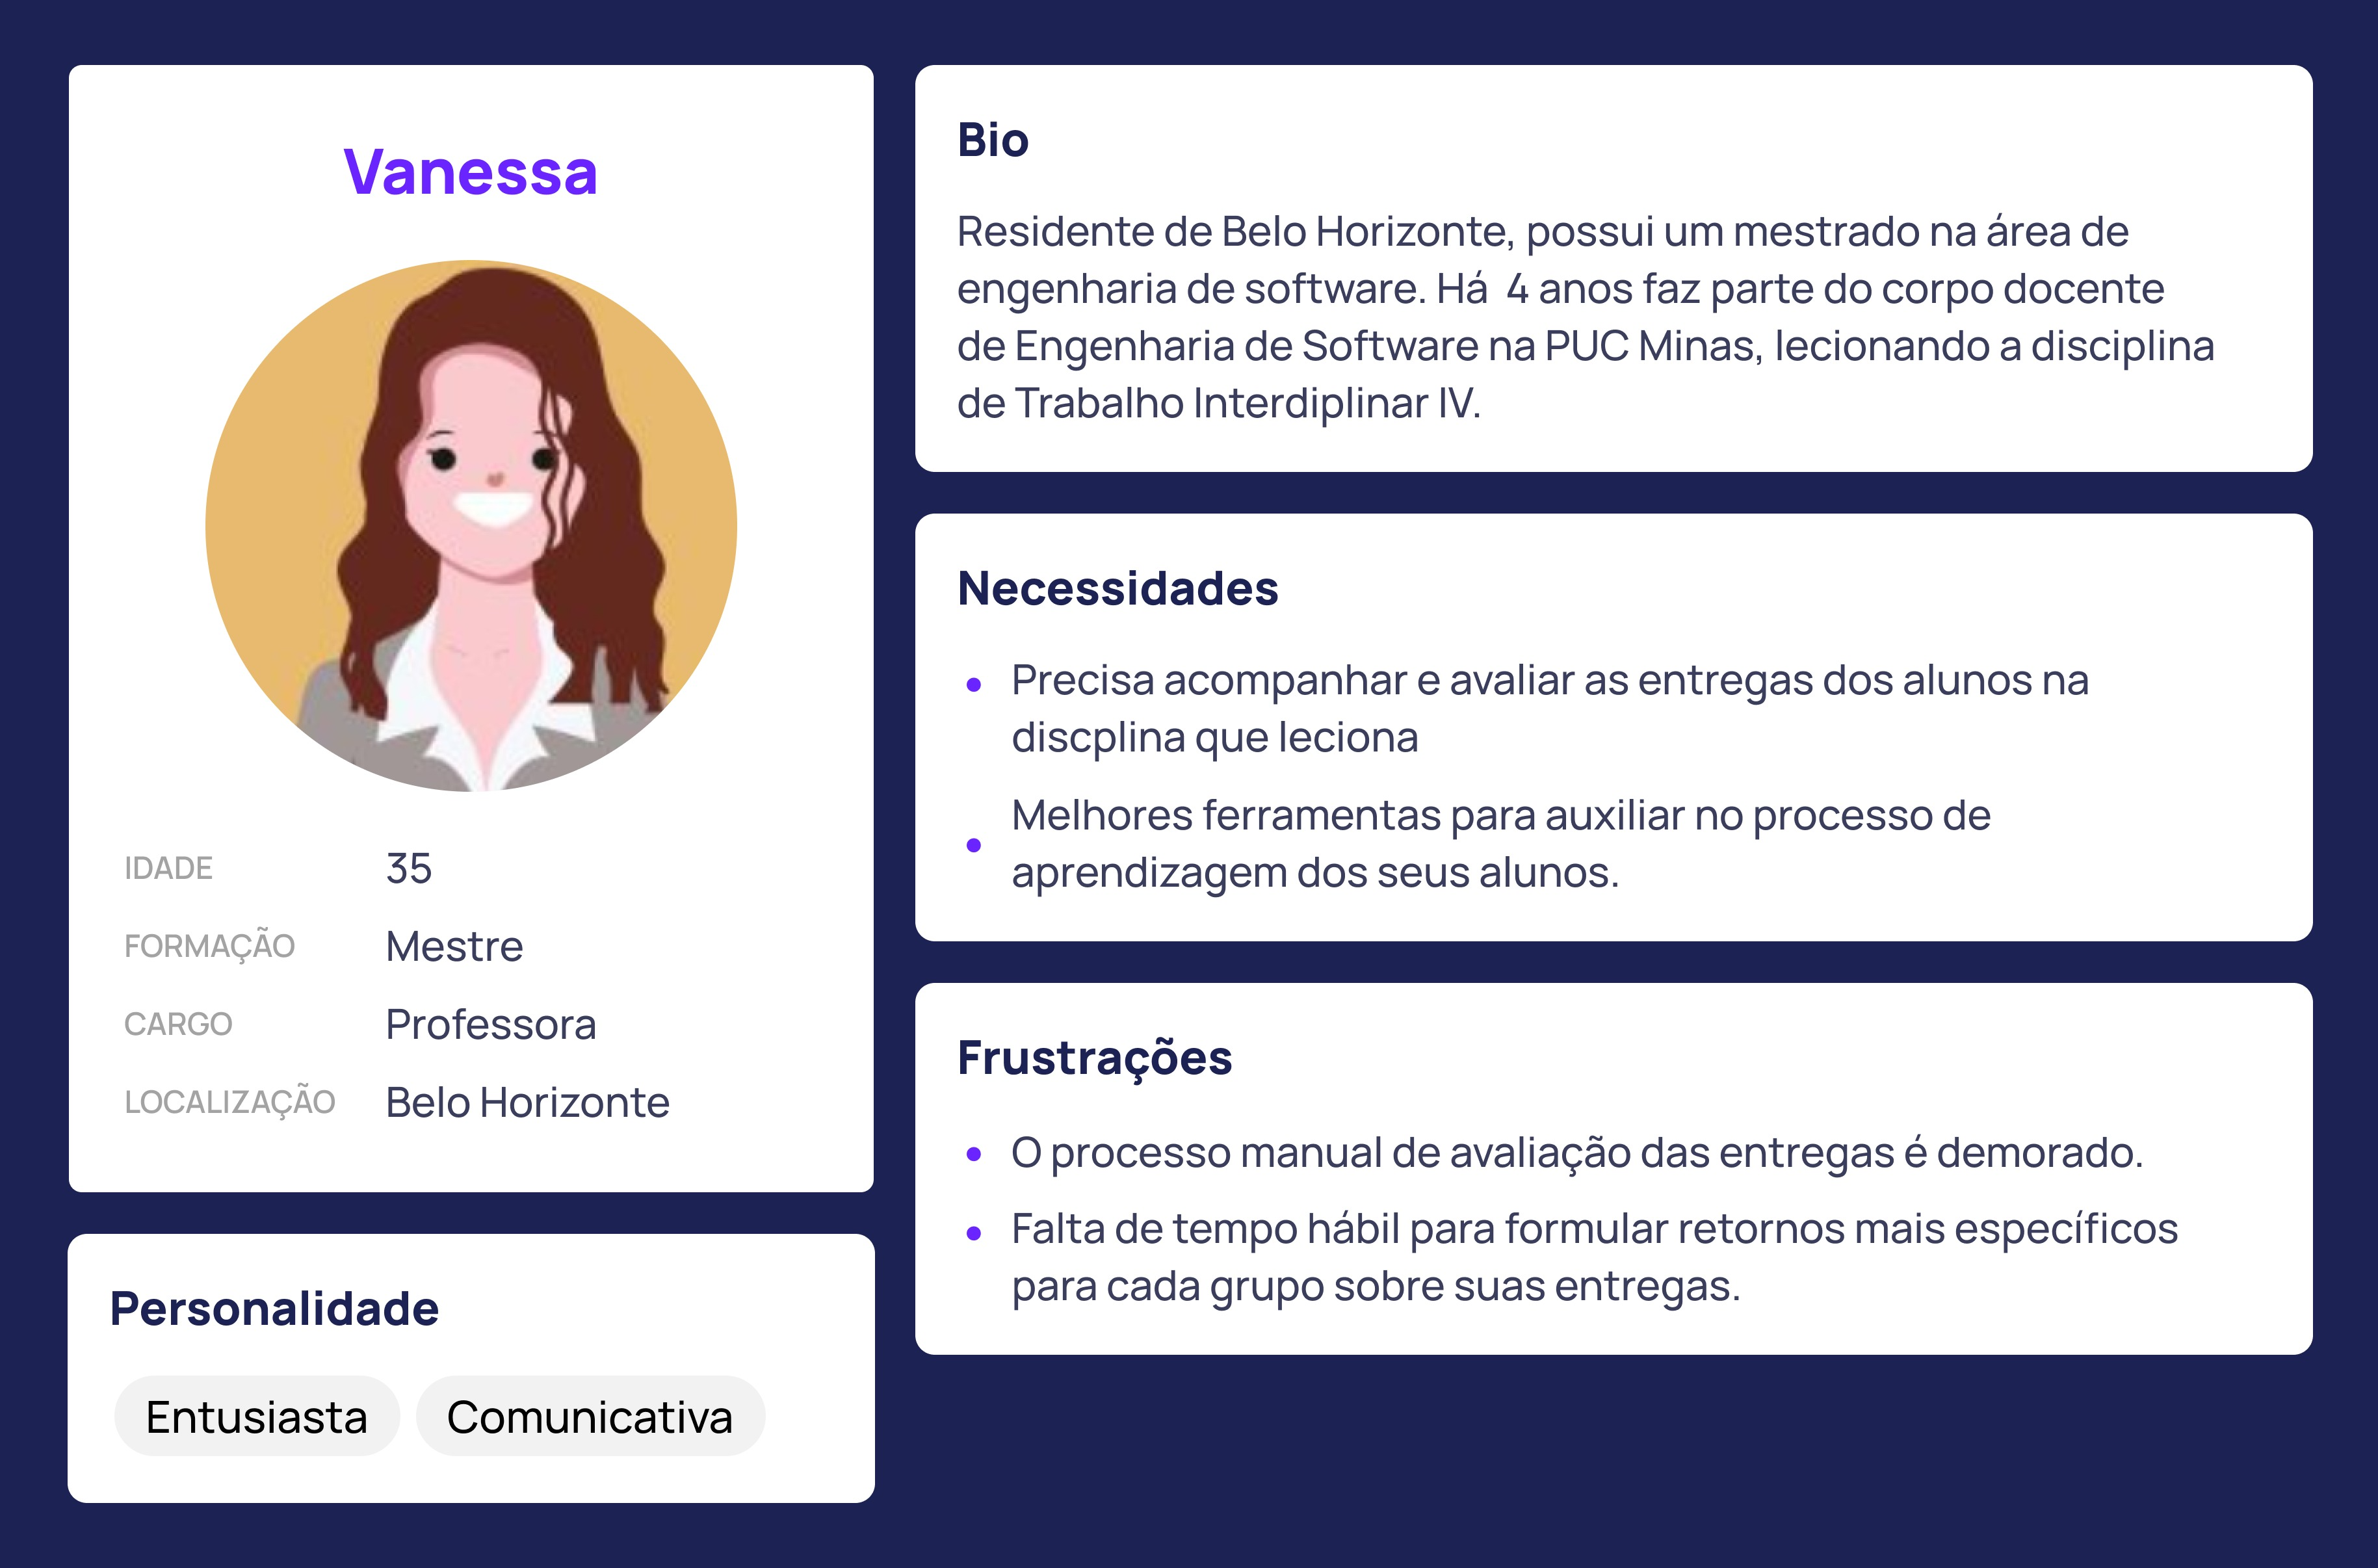 Vanessa
IDADE 35
FORMAÇÃO Mestre
CARGO Professora
LOCALIZAÇÃO Belo Horizonte
Personalidade
Entusiasta Comunicativa
Bio
Residente de Belo Horizonte, possui um mestrado na área de
engenharia de software. Há  4 anos faz parte do corpo docente
de Engenharia de Software na PUC Minas, lecionando a disciplina
de Trabalho Interdiplinar IV.
Necessidades
• Precisa acompanhar e avaliar as entregas dos alunos na
discplina que leciona
• Melhores ferramentas para auxiliar no processo de
aprendizagem dos seus alunos.
Frustrações
• O processo manual de avaliação das entregas é demorado.
• Falta de tempo hábil para formular retornos mais específicos
para cada grupo sobre suas entregas.